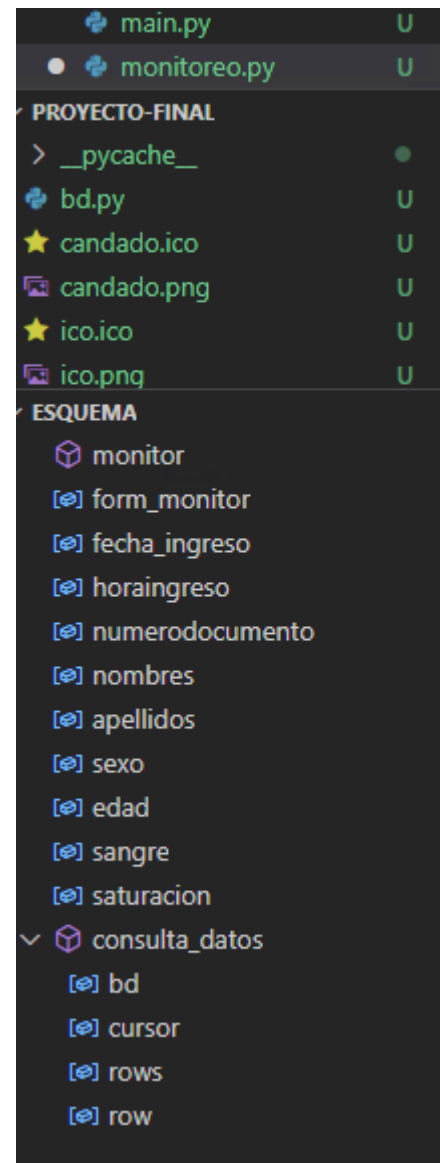 main.py U
monitoreo.py U
PROYECTO-FINAL
__pycache__
bd.py U
candado.ico U
candado.png U
ico.ico U
ico.png U
ESQUEMA
monitor
form_monitor
fecha_ingreso
horaingreso
numerodocumento
nombres
apellidos
sexo
edad
sangre
saturacion
consulta_datos
bd
cursor
rows
row